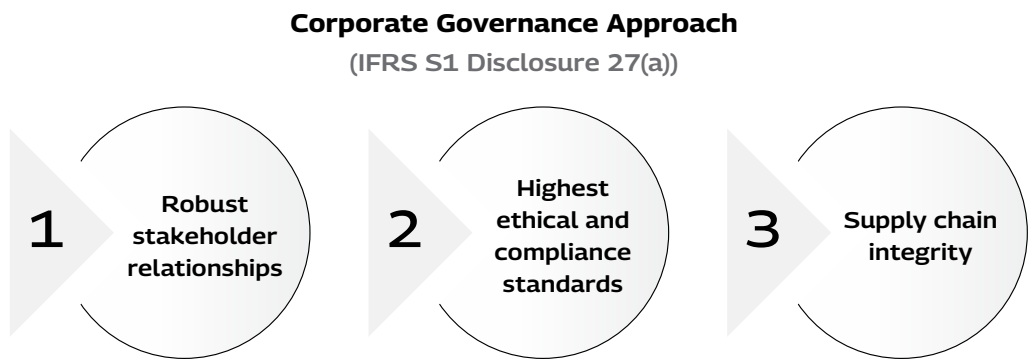 Corporate Governance Approach
(IFRS S1 Disclosure 27(a))
1
Robust
stakeholder
relationships
2
Highest
ethical and
compliance
standards
3
Supply chain
integrity